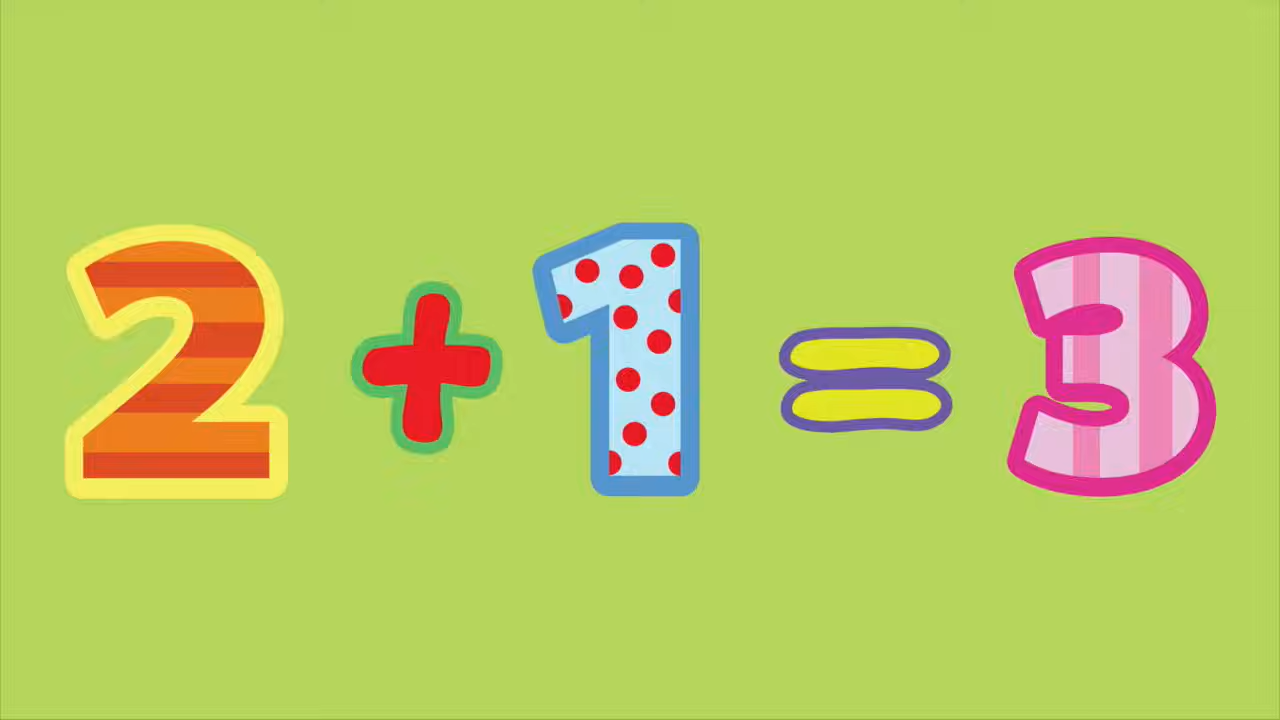 2 + 1 = 3